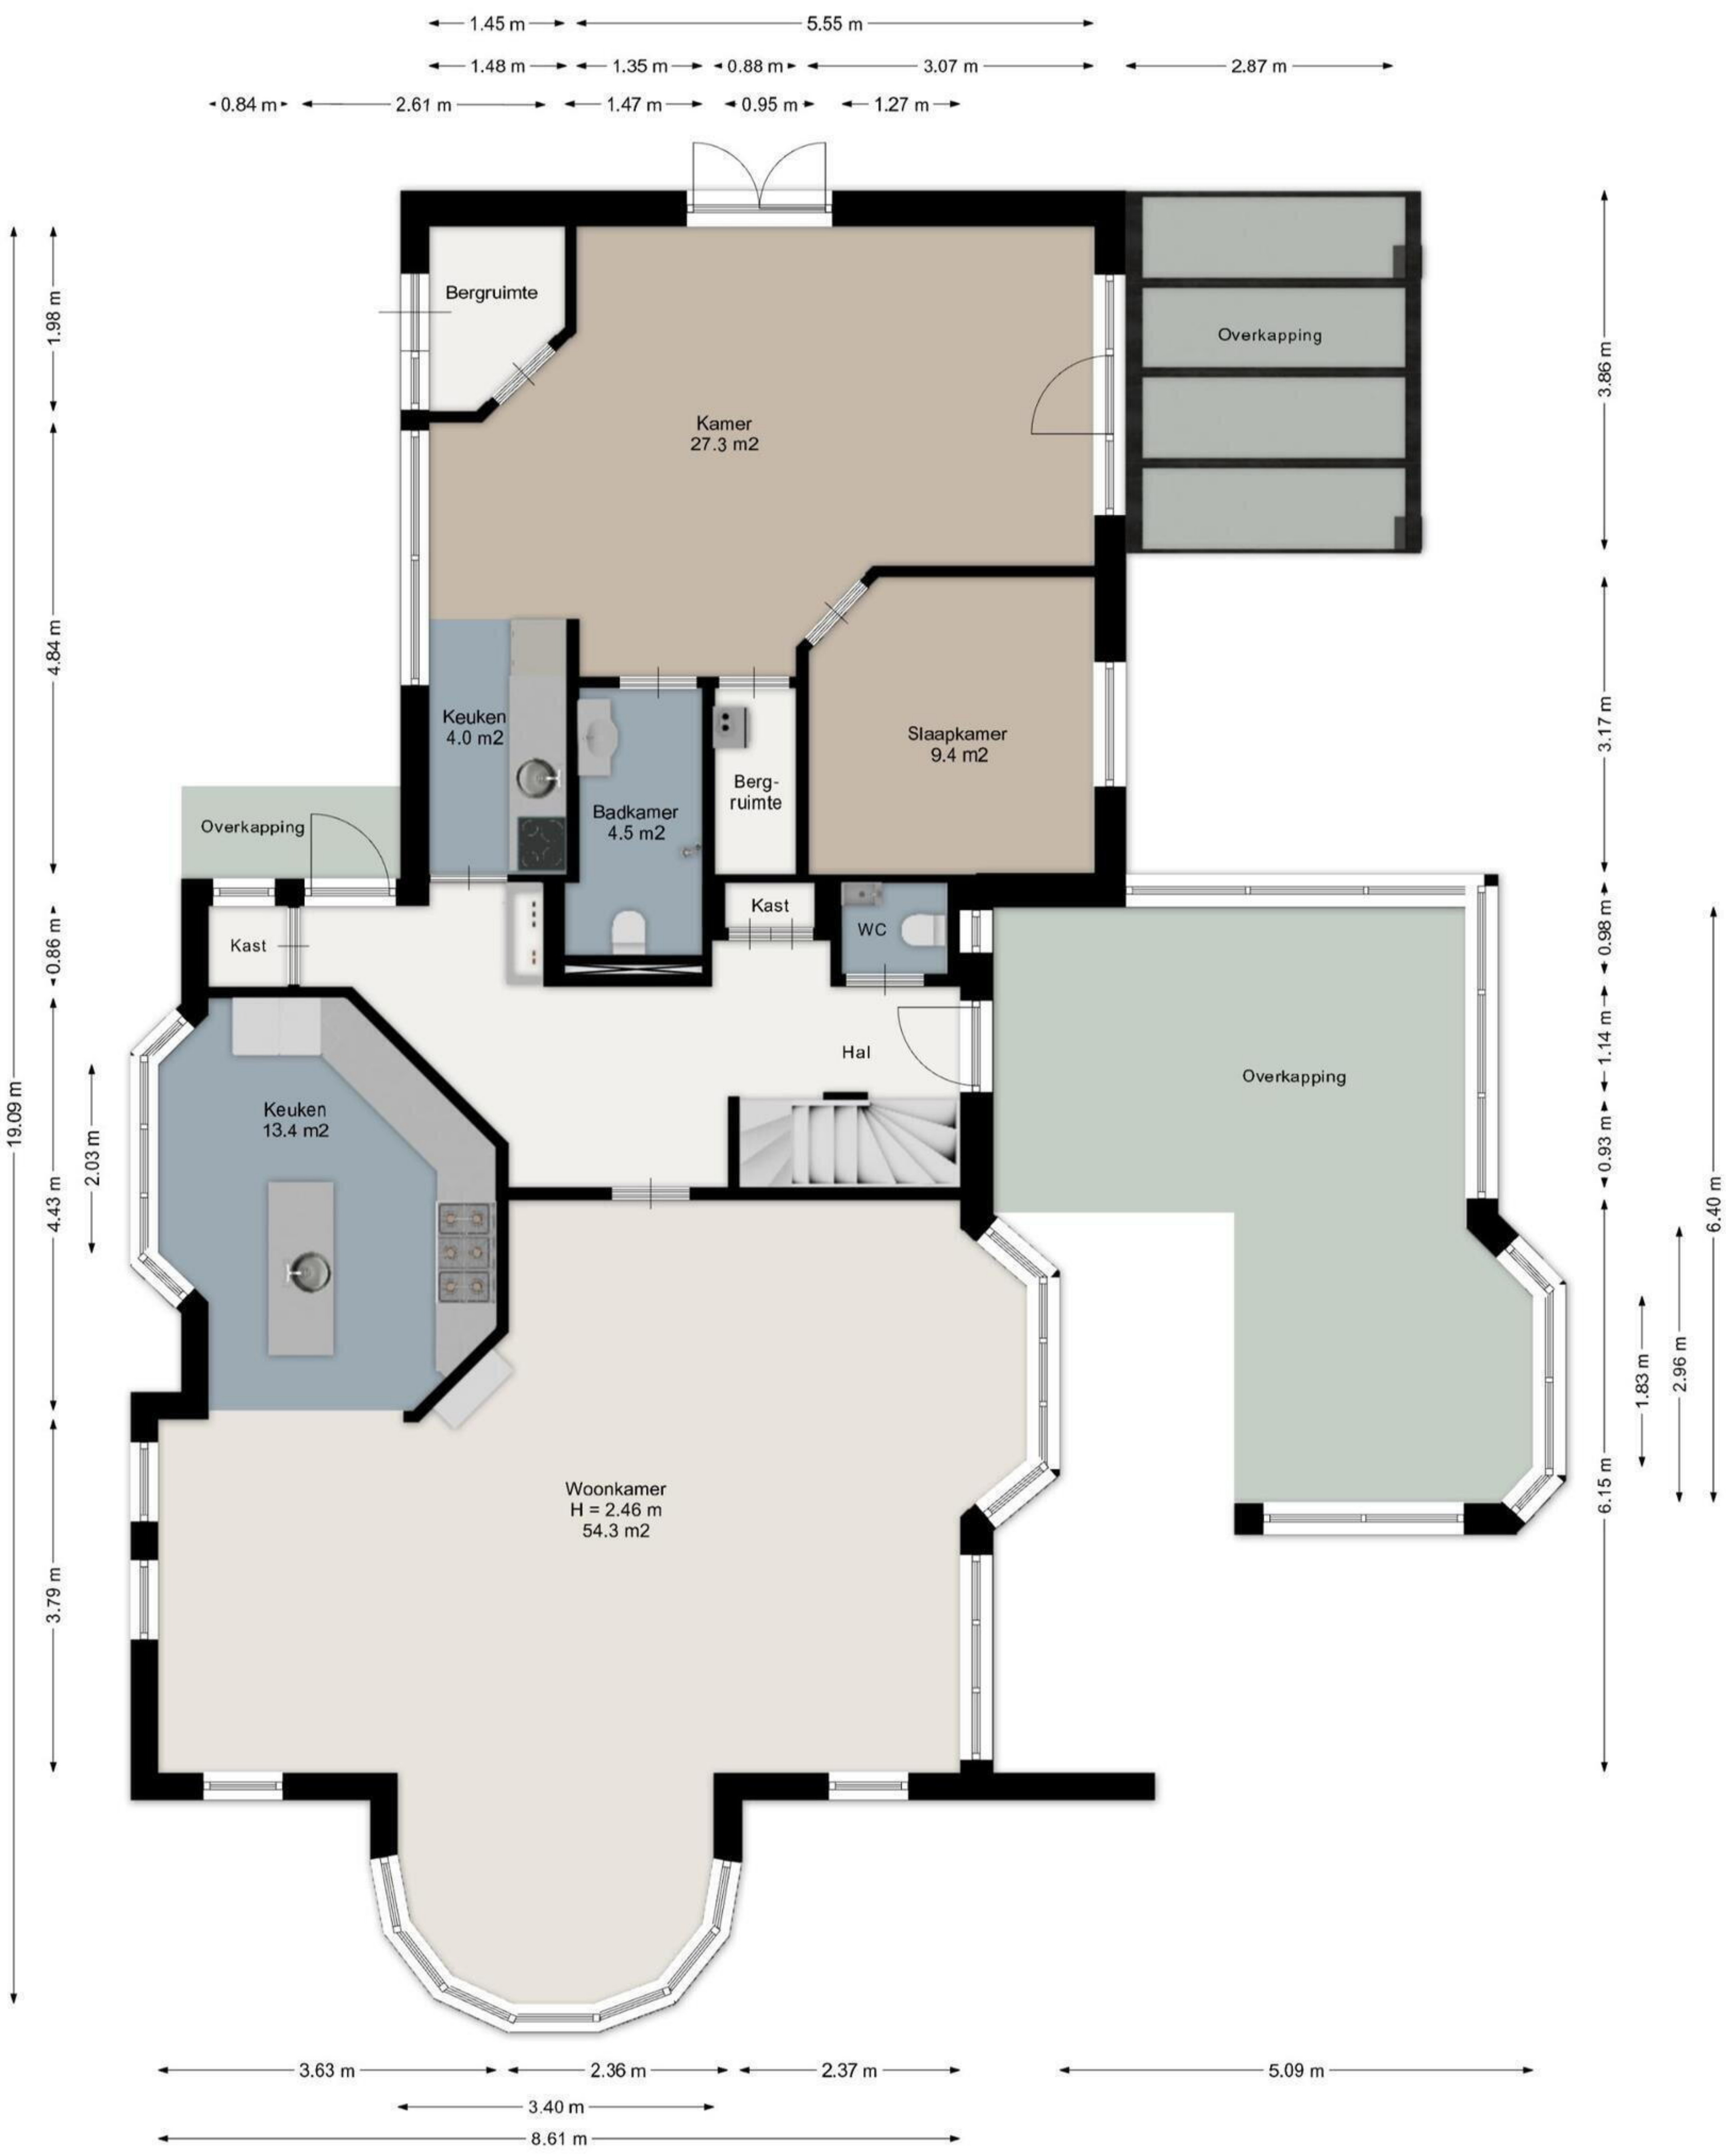 1.45 m
5.55 m
1.48 m
1.35 m
0.88 m
3.07 m
2.87 m
0.84 m
2.61 m
1.47 m
0.95 m
1.27 m
Bergruimte
1.98 m
Overkapping
3.86 m
Kamer
27.3 m2
4.84 m
Keuken
4.0 m2
Slaapkamer
9.4 m2
3.17 m
Berg-
ruimte
Badkamer
4.5 m2
Overkapping
Kast
WC
Kast
0.86 m
0.98 m
Hal
1.14 m
Overkapping
19.09 m
Keuken
13.4 m2
2.03 m
0.93 m
4.43 m
6.40 m
2.96 m
1.83 m
Woonkamer
H = 2.46 m
54.3 m2
6.15 m
3.79 m
3.63 m
2.36 m
2.37 m
5.09 m
3.40 m
8.61 m